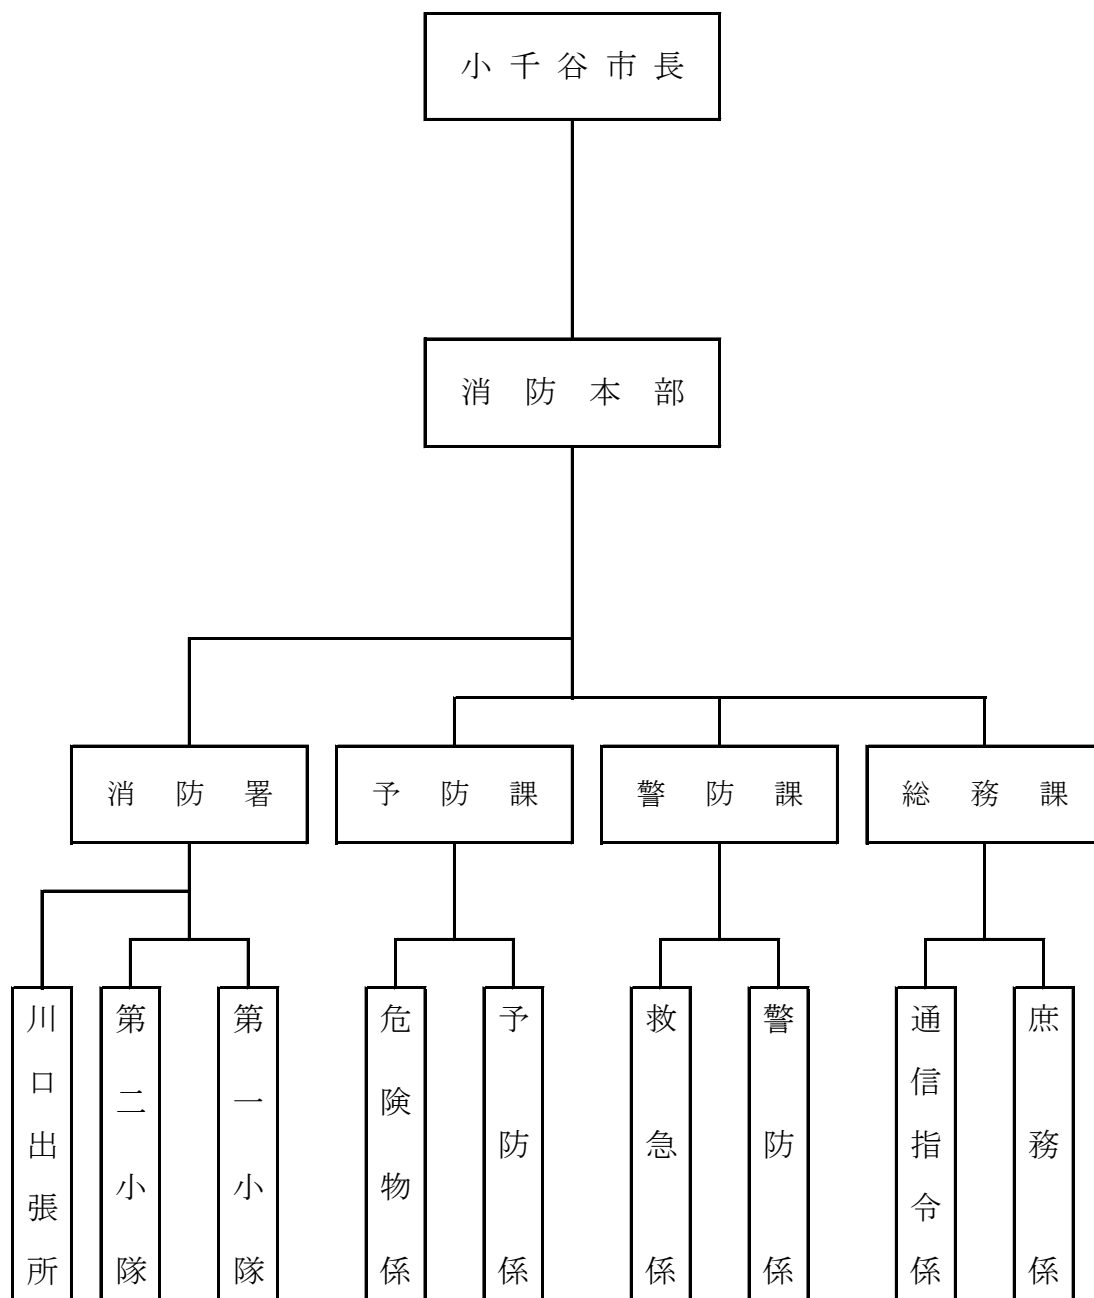 小千谷市長
消防本部
消防署
予防課
警防課
総務課
川口出張所
第二小隊
第一小隊
危険物係
予防係
救急係
警防係
通信指令係
庶務係